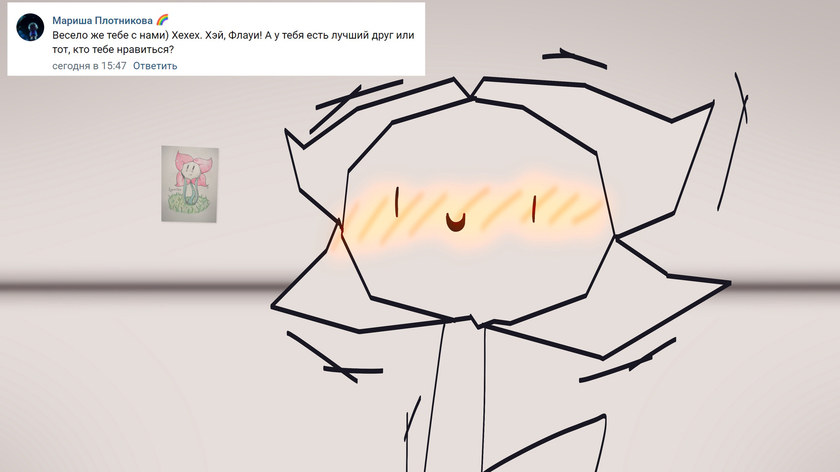 Мариша Плотникова 🌈
Весело же тебе с нами) Хехех. Хэй, Флауи! А у тебя есть лучший друг или
тот, кто тебе нравиться?
сегодня в 15:47 Ответить